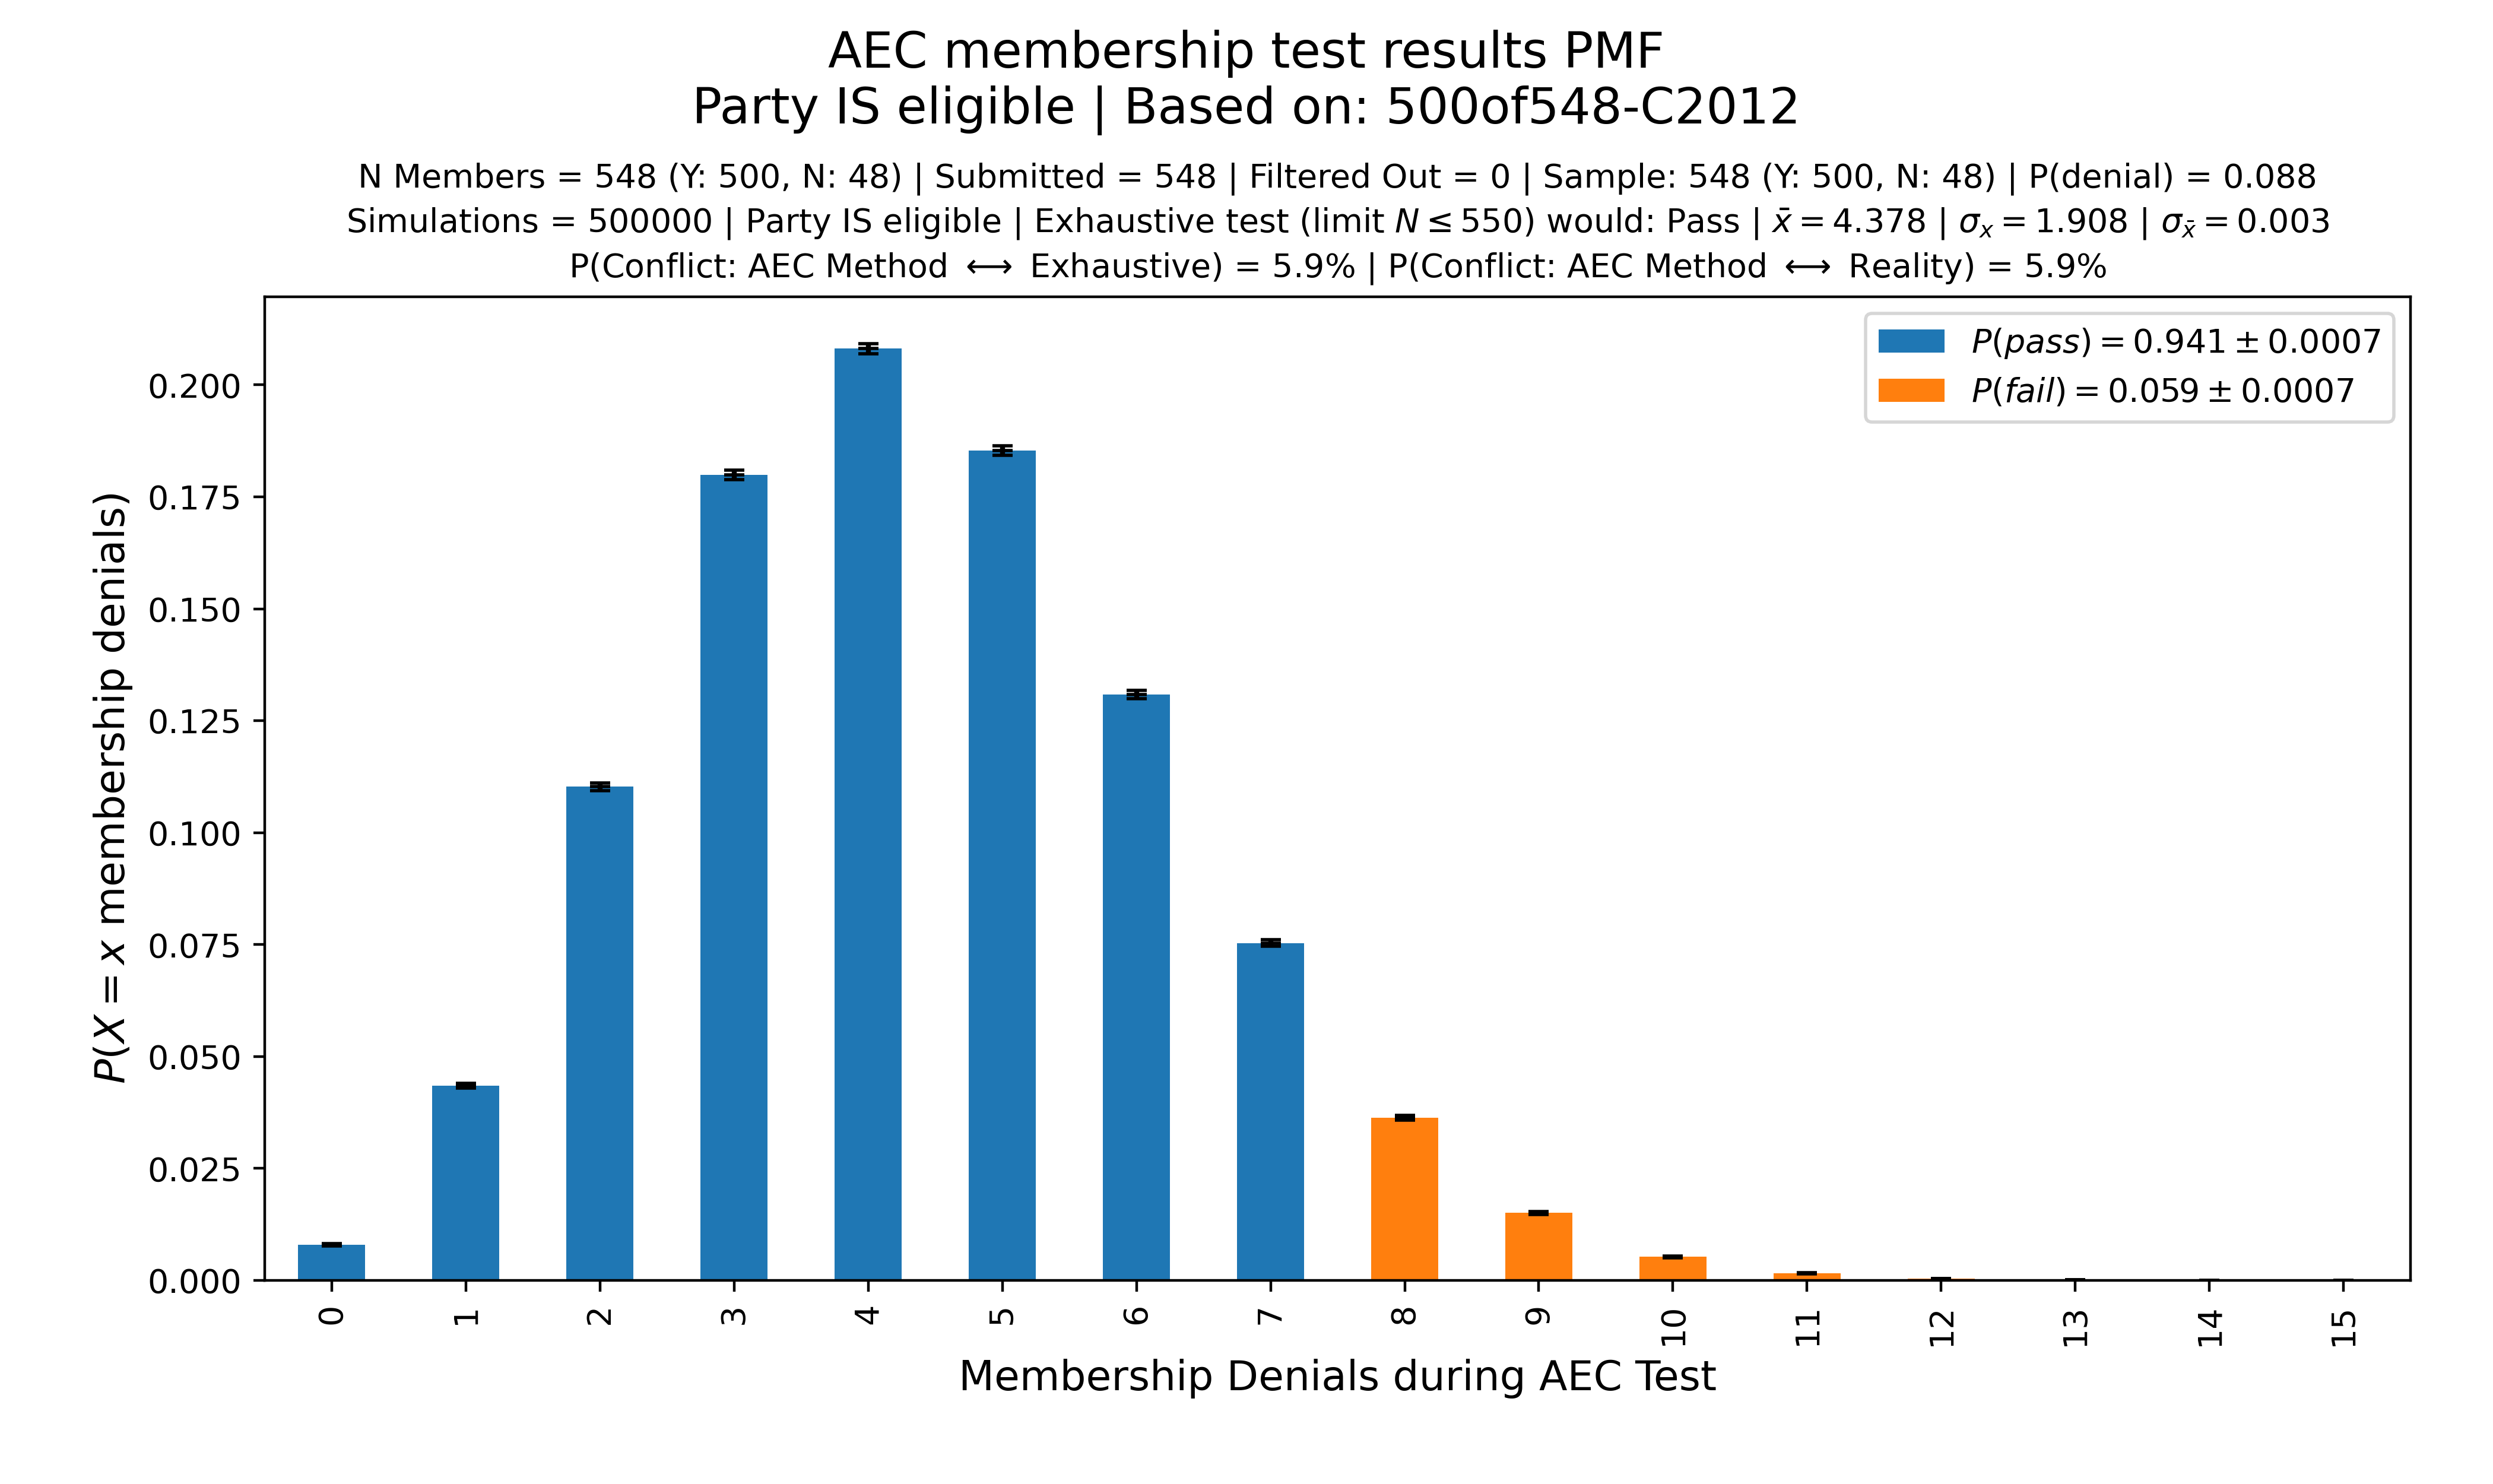 AEC membership test results PMF
Party IS eligible | Based on: 500of548-C2012
N Members = 548 (Y: 500, N: 48) | Submitted = 548 | Filtered Out = 0 | Sample: 548 (Y: 500, N: 48) | P(denial) = 0.088
Simulations = 500000 | Party IS eligible | Exhaustive test (limit N ≤ 550) would: Pass | x̄ = 4.378 | σₓ = 1.908 | σ_x̄ = 0.003
P(Conflict: AEC Method ⟷ Exhaustive) = 5.9% | P(Conflict: AEC Method ⟷ Reality) = 5.9%
P(pass) = 0.941 ± 0.0007
P(fail) = 0.059 ± 0.0007
P(X = x membership denials)
0.200
0.175
0.150
0.125
0.100
0.075
0.050
0.025
0.000
0 1 2 3 4 5 6 7 8 9 10 11 12 13 14 15
Membership Denials during AEC Test